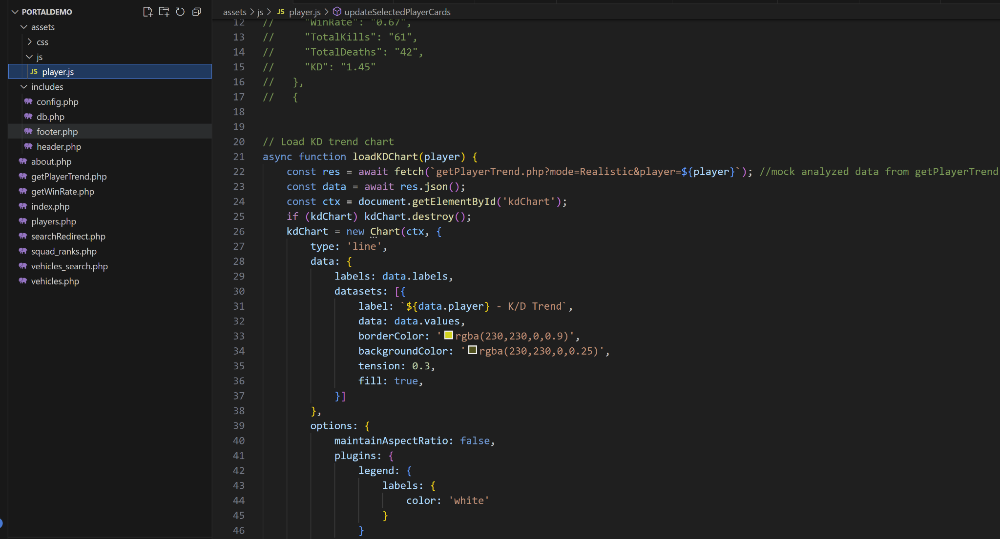 PORTALDEMO
assets
css
js
JS player.js
includes
config.php
db.php
footer.php
header.php
about.php
getPlayerTrend.php
getWinRate.php
index.php
players.php
searchRedirect.php
squad_ranks.php
vehicles_search.php
vehicles.php
assets > js > JS player.js > updateSelectedPlayerCards
12 //     "WinRate": "0.67",
13 //     "TotalKills": "61",
14 //     "TotalDeaths": "42",
15 //     "KD": "1.45"
16 //   },
17 //   {
18
19
20 // Load KD trend chart
21 async function loadKDChart(player) {
22     const res = await fetch(`getPlayerTrend.php?mode=Realistic&player=${player}`); //mock analyzed data from getPlayerTrend
23     const data = await res.json();
24     const ctx = document.getElementById('kdChart');
25     if (kdChart) kdChart.destroy();
26     kdChart = new Chart(ctx, {
27         type: 'line',
28         data: {
29             labels: data.labels,
30             datasets: [{
31                 label: `${data.player} - K/D Trend`,
32                 data: data.values,
33                 borderColor: 'rgba(230,230,0,0.9)',
34                 backgroundColor: 'rgba(230,230,0,0.25)',
35                 tension: 0.3,
36                 fill: true,
37             }]
38         },
39         options: {
40             maintainAspectRatio: false,
41             plugins: {
42                 legend: {
43                     labels: {
44                         color: 'white'
45                     }
46                 }